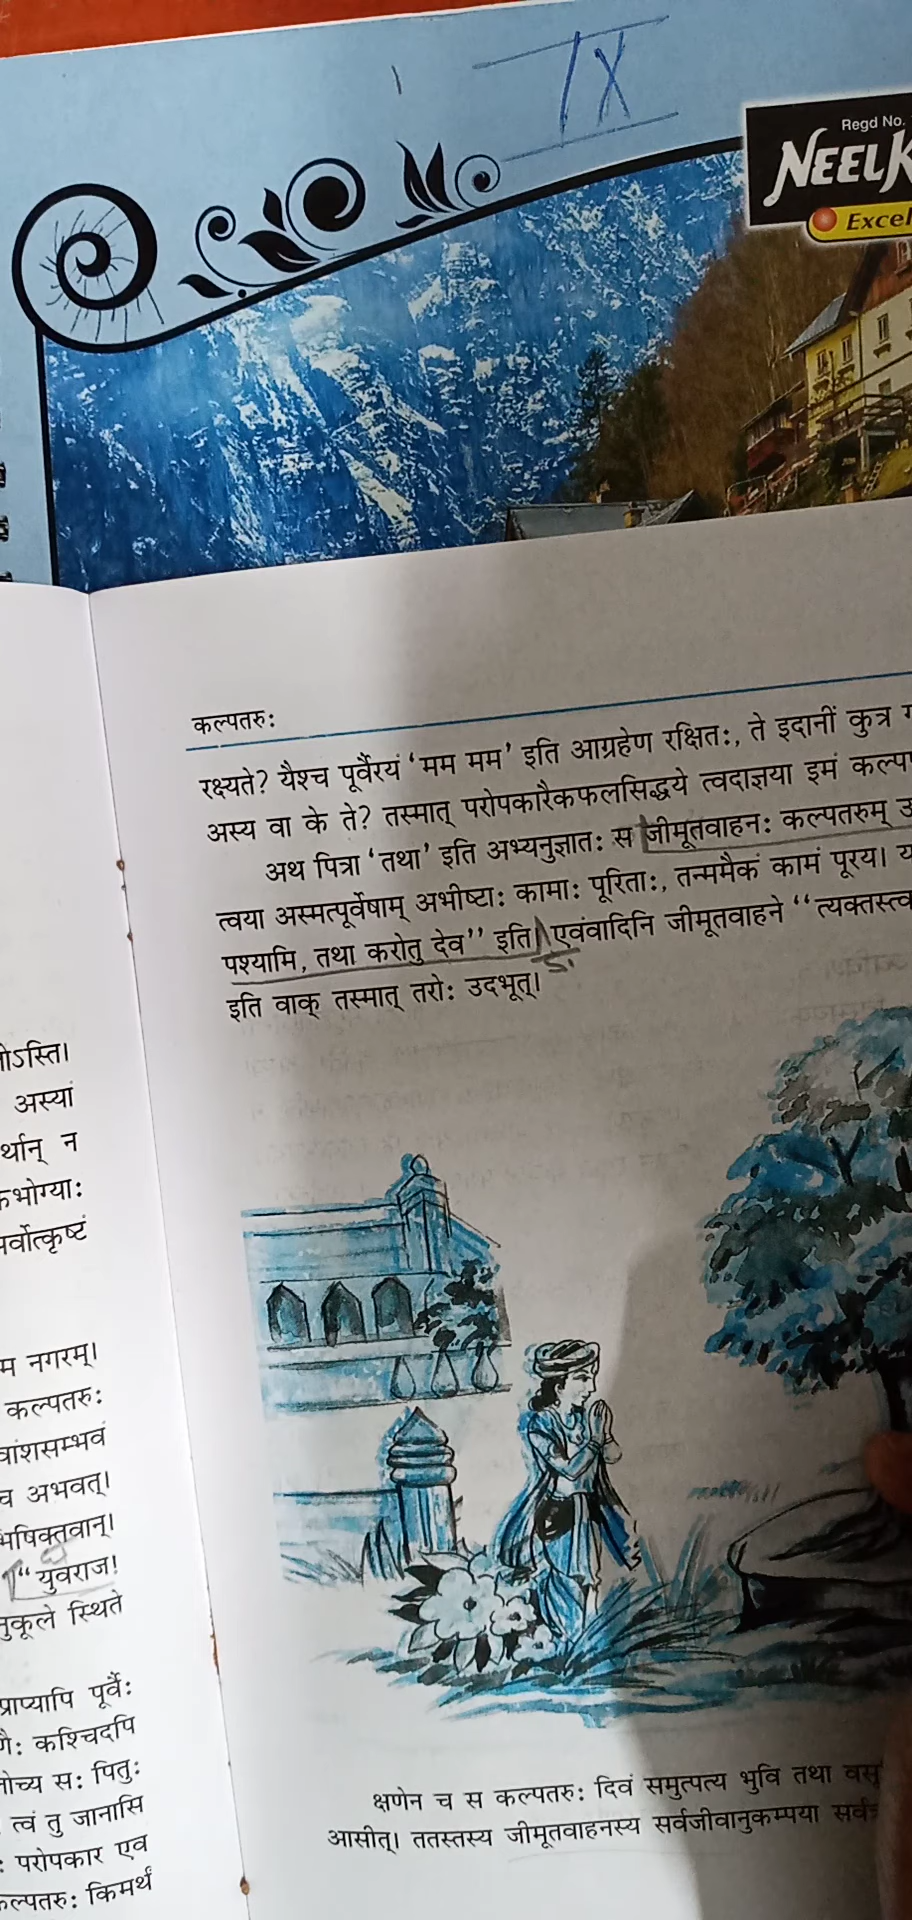 IX
Regd No.
NEELK
Excel
कल्पतरुः
रक्ष्यते? यैश्च पूर्वैरयं ‘मम मम’ इति आग्रहेण रक्षितः, ते इदानीं कुत्र
अस्य वा के ते? तस्मात् परोपकारैकफलसिद्धये त्वदाज्ञया इमं
अथ पित्रा ‘तथा’ इति अभ्यनुज्ञातः स जीमूतवाहनः कल्पतरुम्
त्वया अस्मत्पूर्वेषाम् अभीष्टाः कामाः पूरिताः, तन्ममैकं कामं पूरय।
पश्यामि, तथा करोतु देव” इति। एवंवादिनि जीमूतवाहने “त्यक्तस्त्व
इति वाक् तस्मात् तरोः उदभूत्।
क्षणेन च स कल्पतरुः दिवं समुत्पत्य भुवि तथा
आसीत्। ततस्तस्य जीमूतवाहनस्य सर्वजीवानुकम्पया
ोऽस्ति।
अस्यां
र्थान् न
भोग्याः
र्वोत्कृष्टं
नगरम्।
कल्पतरुः
वांशसम्भवं
च अभवत्।
भिषिक्तवान्।
“युवराज!
नुकूले स्थिते
प्राप्यापि पूर्वैः
कश्चिदपि
ोच्य सः पितुः
त्वं तु जानासि
परोपकार एव
कल्पतरुः किमर्थं